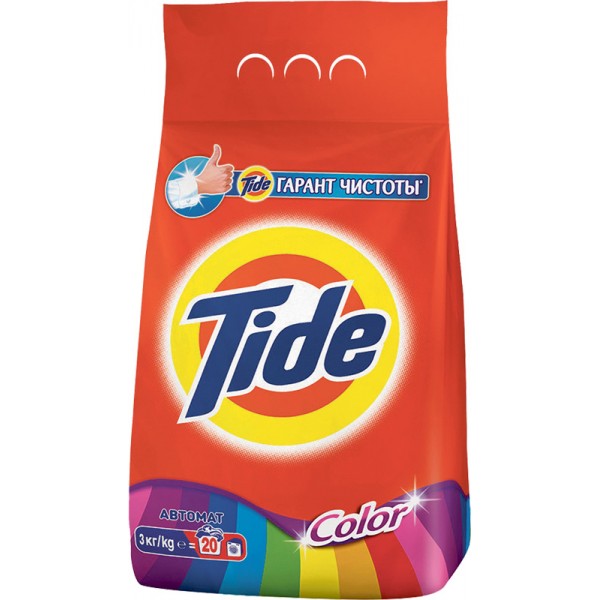 Tide ГАРАНТ ЧИСТОТЫ*
Tide
Color
АВТОМАТ
3 кг/kg ℮ = 20